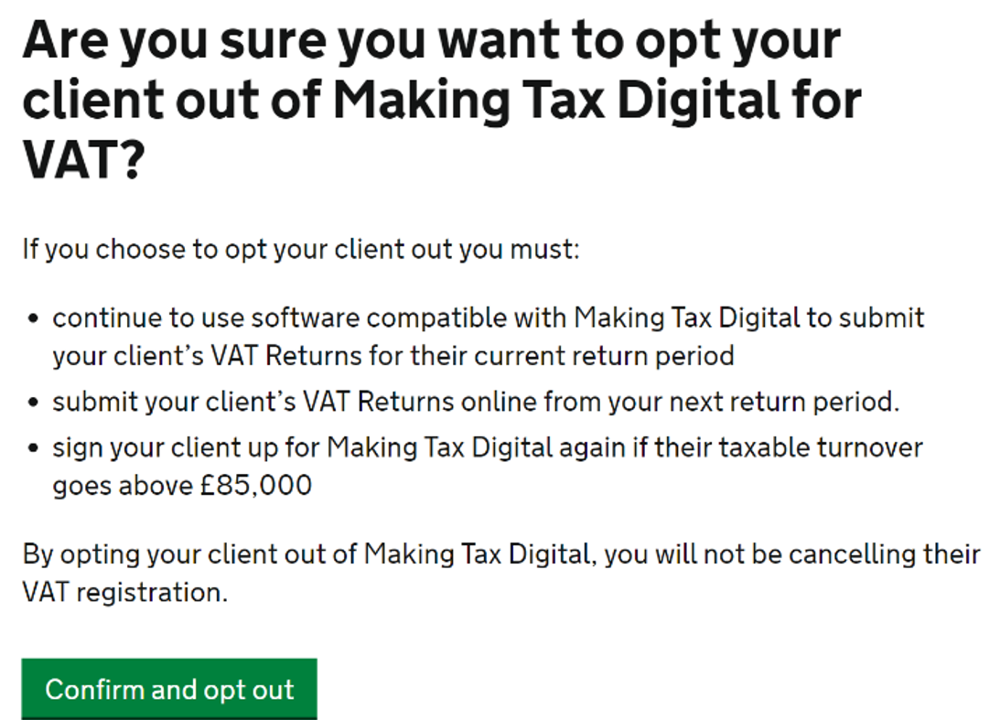 Are you sure you want to opt your
client out of Making Tax Digital for
VAT?
If you choose to opt your client out you must:
• continue to use software compatible with Making Tax Digital to submit
your client’s VAT Returns for their current return period
• submit your client’s VAT Returns online from your next return period.
• sign your client up for Making Tax Digital again if their taxable turnover
goes above £85,000
By opting your client out of Making Tax Digital, you will not be cancelling their
VAT registration.
Confirm and opt out